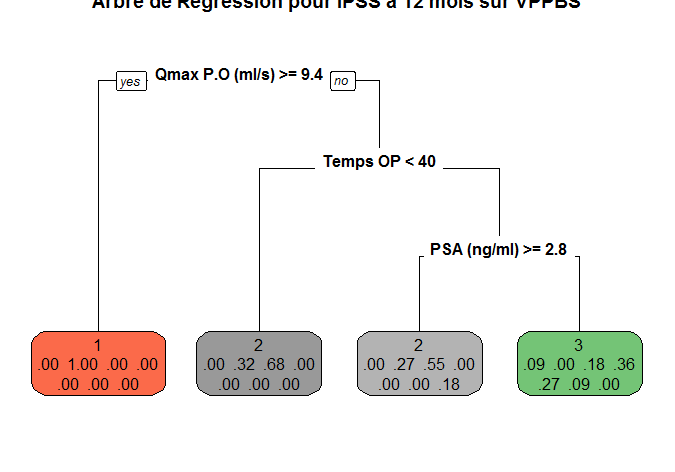 Arbre de Régression pour IPSS à 12 mois sur VPPBS
yes Qmax P.O (ml/s) >= 9.4 no
Temps OP < 40
PSA (ng/ml) >= 2.8
1
.00 1.00 .00 .00
.00 .00 .00
2
.00 .32 .68 .00
.00 .00 .00
2
.00 .27 .55 .00
.00 .00 .18
3
.09 .00 .18 .36
.27 .09 .00